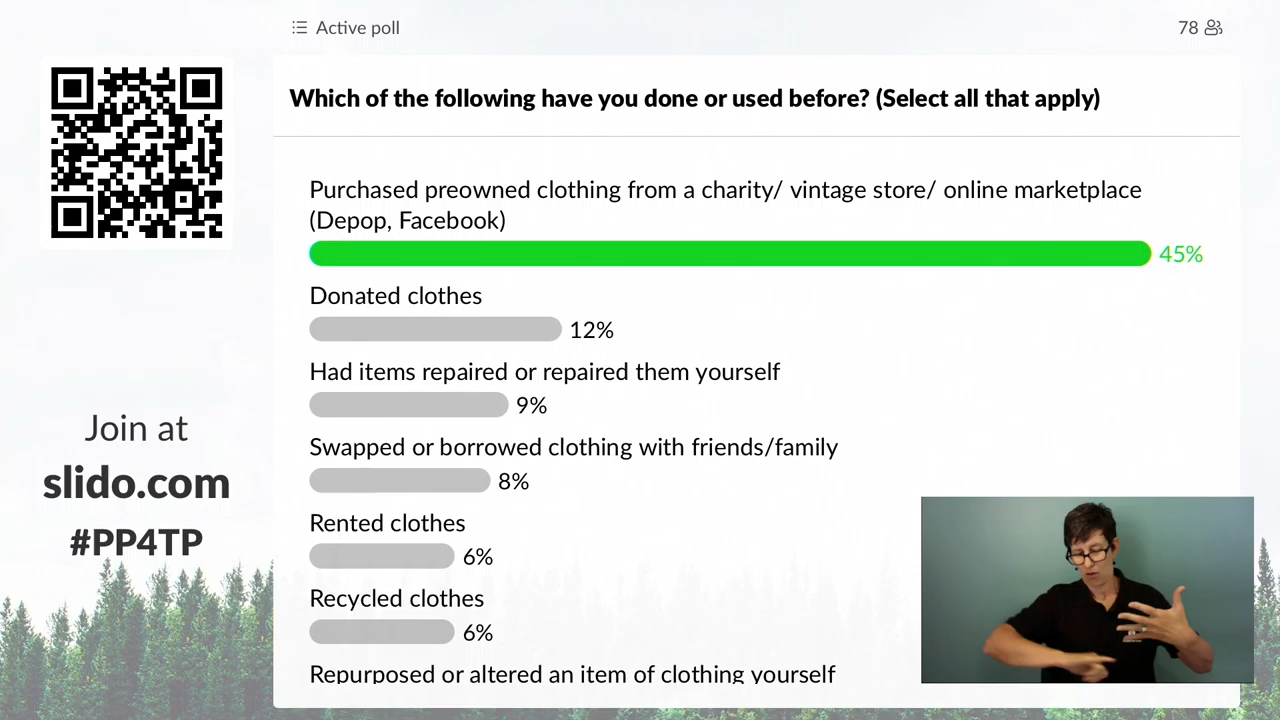 Active poll
78
Which of the following have you done or used before? (Select all that apply)
Purchased preowned clothing from a charity/ vintage store/ online marketplace
(Depop, Facebook)
45%
Donated clothes
12%
Had items repaired or repaired them yourself
9%
Swapped or borrowed clothing with friends/family
8%
Rented clothes
6%
Recycled clothes
6%
Repurposed or altered an item of clothing yourself
Join at
slido.com
#PP4TP